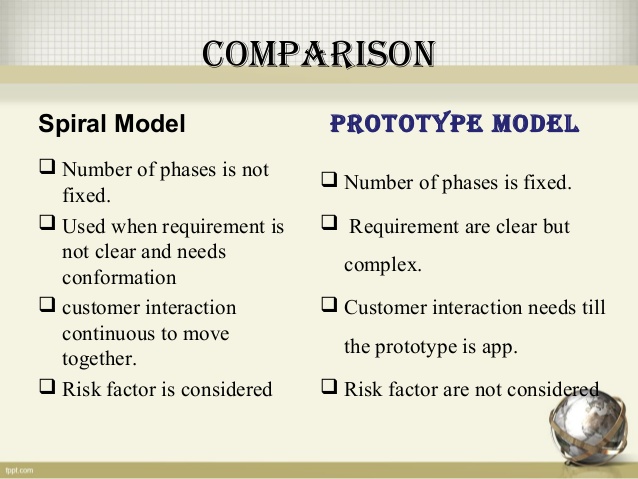 COMPARISON
Spiral Model
❑ Number of phases is not
fixed.
❑ Used when requirement is
not clear and needs
conformation
❑ customer interaction
continuous to move
together.
❑ Risk factor is considered
PROTOTYPE MODEL
❑ Number of phases is fixed.
❑ Requirement are clear but
complex.
❑ Customer interaction needs till
the prototype is app.
❑ Risk factor are not considered
fppt.com